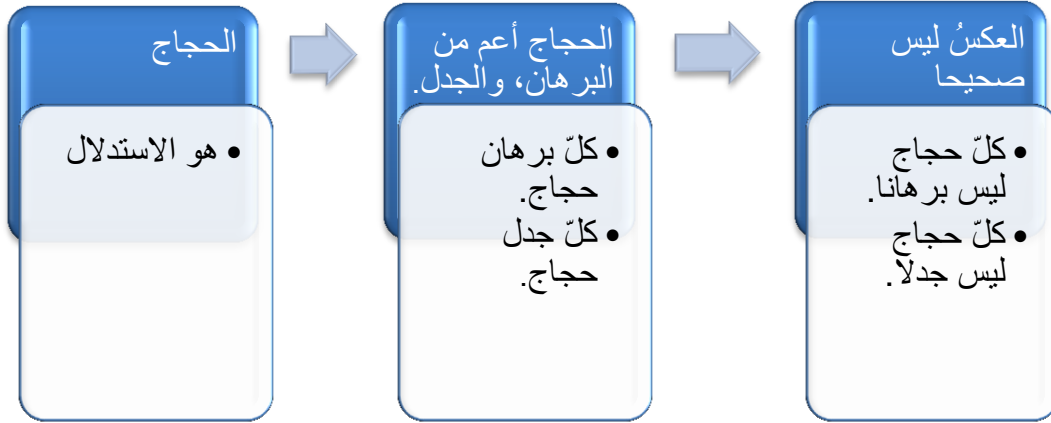 الحجاج
• هو الاستدلال
الحجاج أعم من
البرهان، والجدل.
• كلّ برهان
حجاج.
• كلّ جدل
حجاج.
العكسُ ليس
صحيحا
• كلّ حجاج
ليس برهانا.
• كلّ حجاج
ليس جدلا.